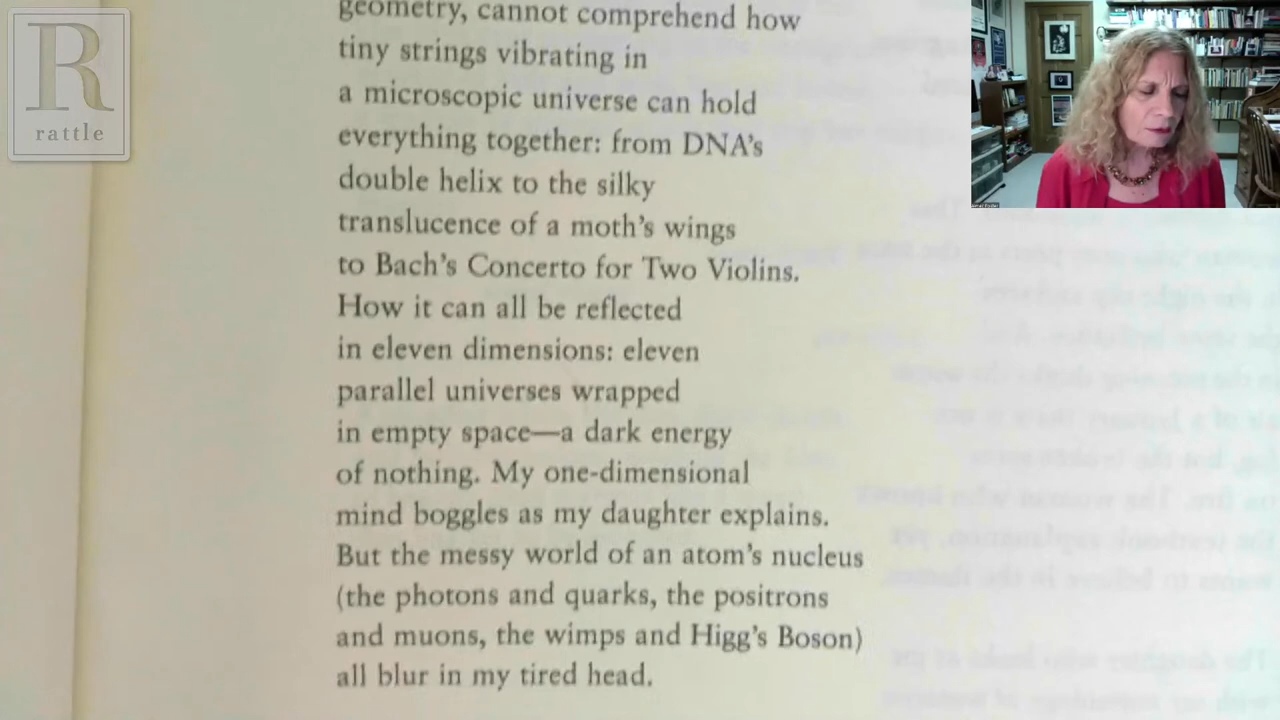 R
rattle
geometry, cannot comprehend how
tiny strings vibrating in
a microscopic universe can hold
everything together: from DNA's
double helix to the silky
translucence of a moth's wings
to Bach's Concerto for Two Violins.
How it can all be reflected
in eleven dimensions: eleven
parallel universes wrapped
in empty space—a dark energy
of nothing. My one-dimensional
mind boggles as my daughter explains.
But the messy world of an atom's nucleus
(the photons and quarks, the positrons
and muons, the wimps and Higg's Boson)
all blur in my tired head.